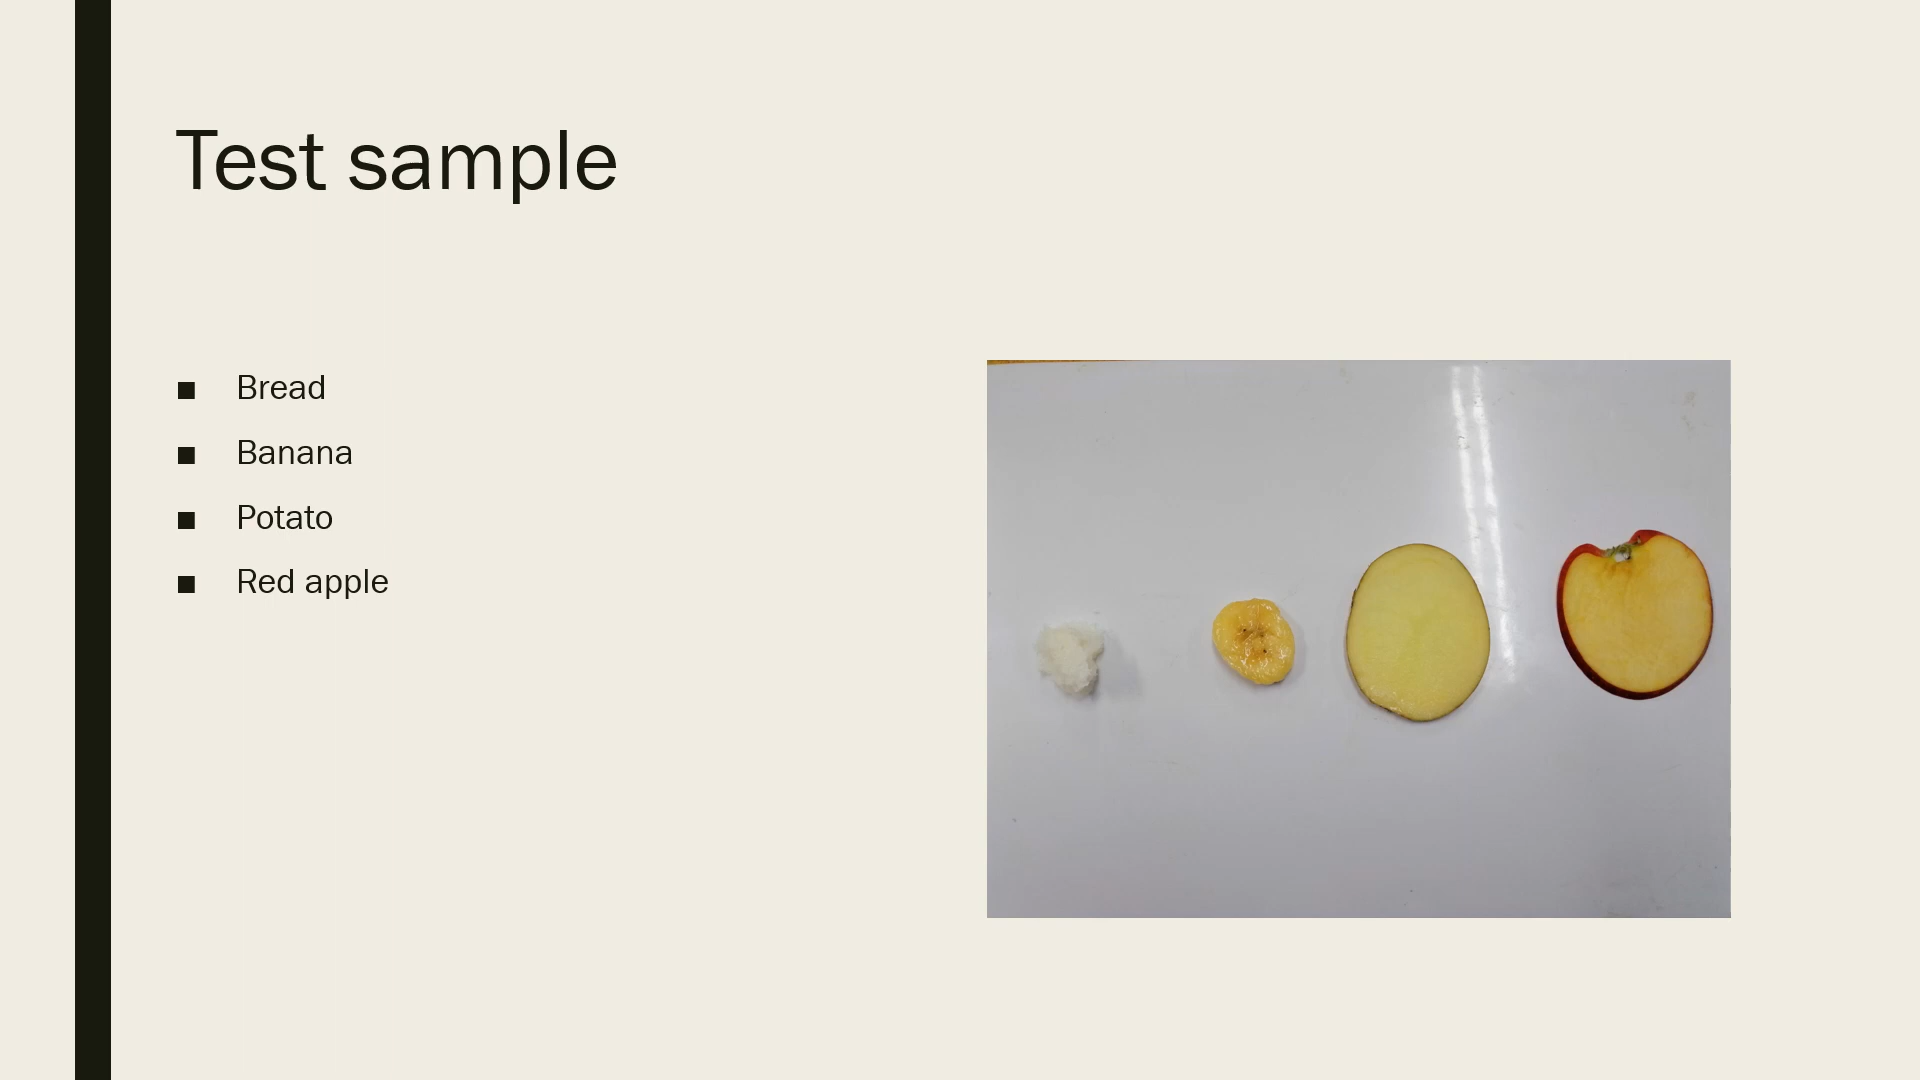 Test sample
■ Bread
■ Banana
■ Potato
■ Red apple